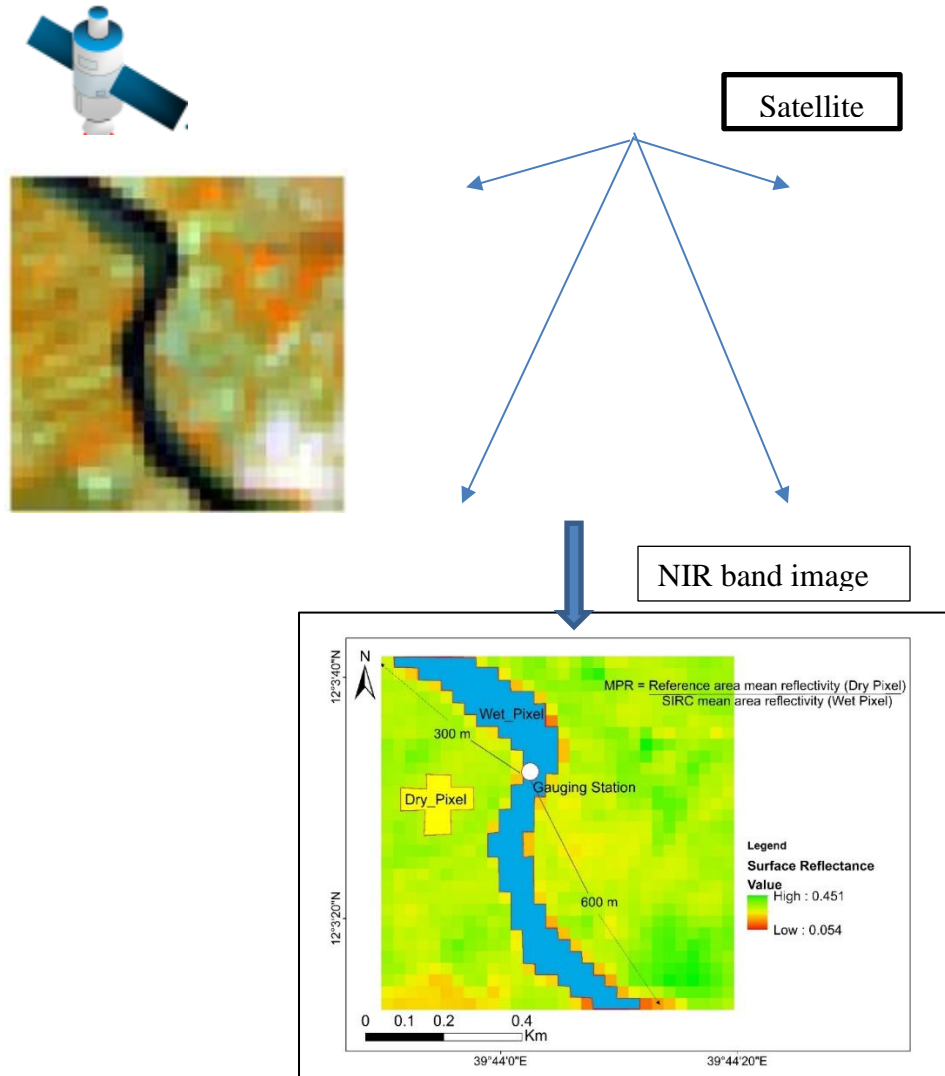 Satellite
NIR band image
N
12°3'40"N
12°3'20"N
MPR = Reference area mean reflectivity (Dry Pixel)
SIRC mean area reflectivity (Wet Pixel)
Wet_Pixel
300 m
Gauging Station
Dry_Pixel
600 m
Legend
Surface Reflectance
Value
High : 0.451
Low : 0.054
0 0.1 0.2 0.4
Km
39°44'0"E 39°44'20"E